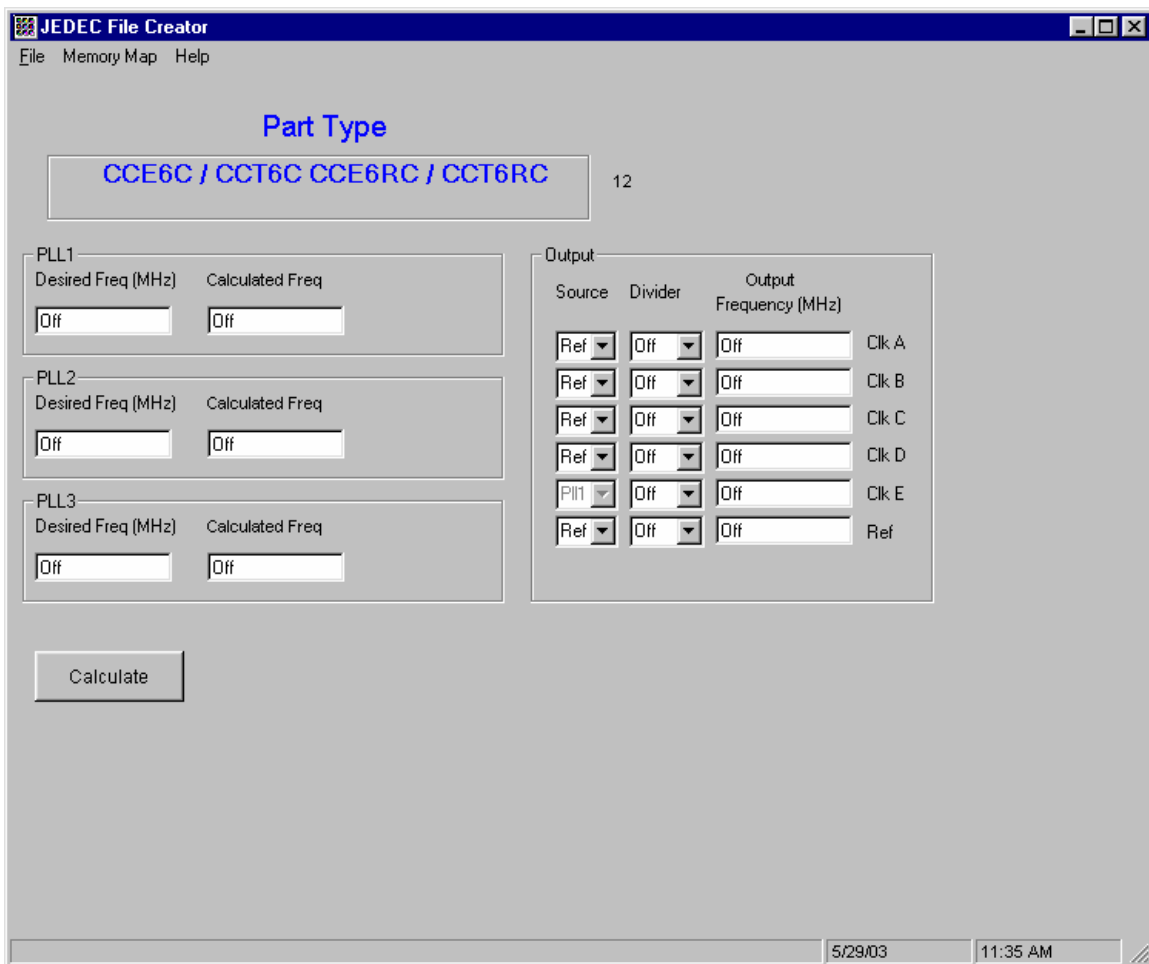 JEDEC File Creator
File Memory Map Help
Part Type
CCE6C / CCT6C CCE6RC / CCT6RC
12
PLL1
Desired Freq (MHz) Calculated Freq
Off Off
PLL2
Desired Freq (MHz) Calculated Freq
Off Off
PLL3
Desired Freq (MHz) Calculated Freq
Off Off
Calculate
Output
Source Divider Output Frequency (MHz)
Ref Off Off Clk A
Ref Off Off Clk B
Ref Off Off Clk C
Ref Off Off Clk D
Pll1 Off Off Clk E
Ref Off Off Ref
5/29/03 11:35 AM